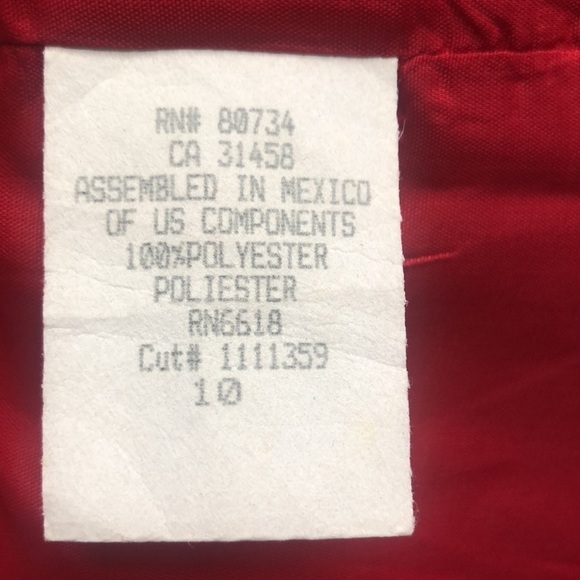 RN# 80734
CA 31458
ASSEMBLED IN MEXICO
OF US COMPONENTS
100%POLYESTER
POLIESTER
RN6618
Cut# 1111359
10